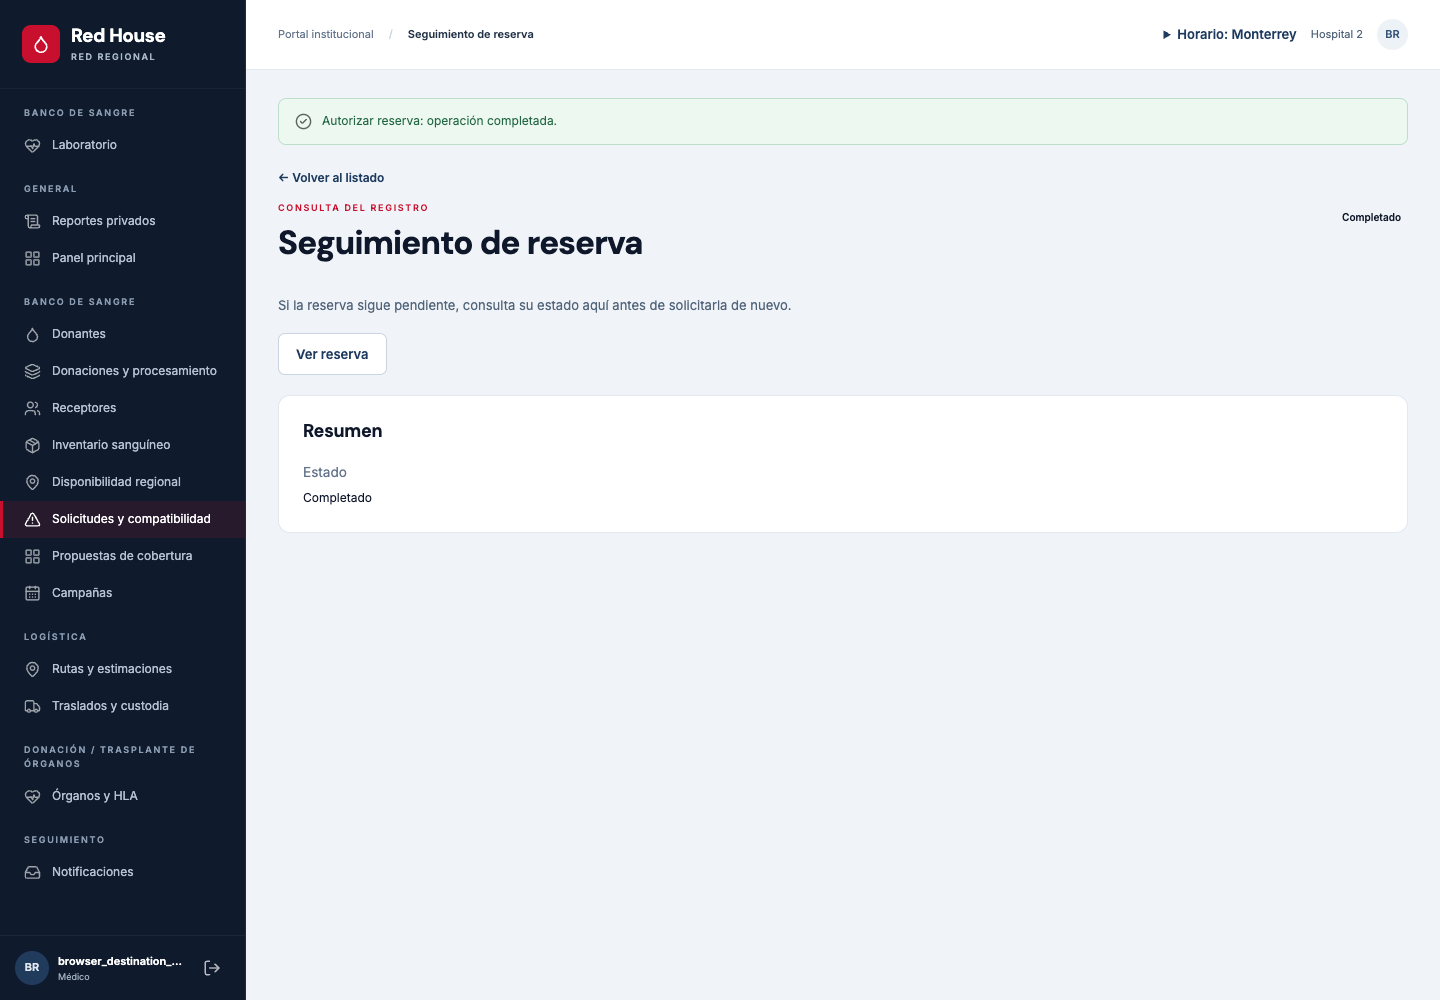 Red House
RED REGIONAL
BANCO DE SANGRE
Laboratorio
GENERAL
Reportes privados
Panel principal
BANCO DE SANGRE
Donantes
Donaciones y procesamiento
Receptores
Inventario sanguíneo
Disponibilidad regional
Solicitudes y compatibilidad
Propuestas de cobertura
Campañas
LOGÍSTICA
Rutas y estimaciones
Traslados y custodia
DONACIÓN / TRASPLANTE DE
ÓRGANOS
Órganos y HLA
SEGUIMIENTO
Notificaciones
BR
browser_destination_...
Médico
Portal institucional / Seguimiento de reserva
▶ Horario: Monterrey Hospital 2 BR
Autorizar reserva: operación completada.
← Volver al listado
CONSULTA DEL REGISTRO
Completado
Seguimiento de reserva
Si la reserva sigue pendiente, consulta su estado aquí antes de solicitarla de nuevo.
Ver reserva
Resumen
Estado
Completado